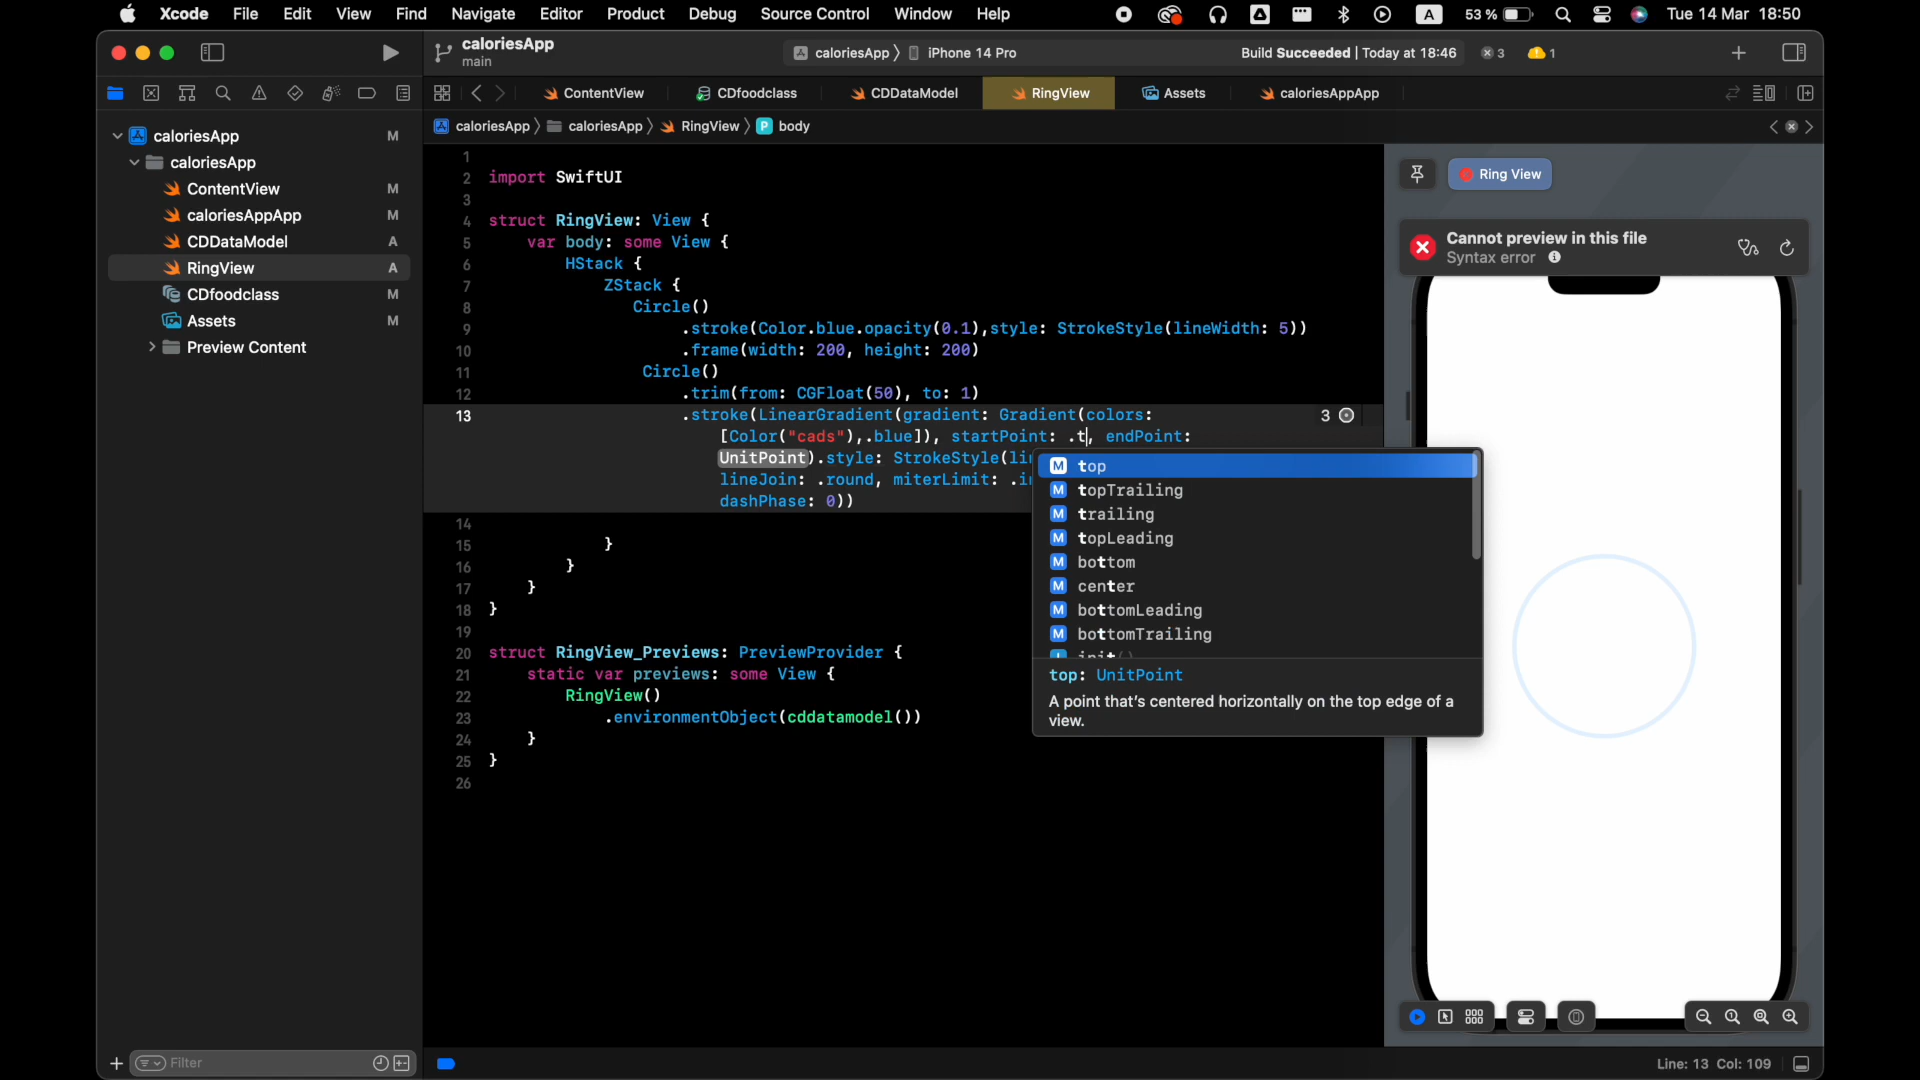 Xcode File Edit View Find Navigate Editor Product Debug Source Control Window Help A 53 % Tue 14 Mar 18:50
caloriesApp
main
caloriesApp 〉 iPhone 14 Pro
Build Succeeded | Today at 18:46 3 1
ContentView CDfoodclass CDDataModel RingView Assets caloriesAppApp
caloriesApp 〉 caloriesApp 〉 RingView 〉 P body
caloriesApp M
caloriesApp
ContentView M
caloriesAppApp M
CDDataModel A
RingView A
CDfoodclass M
Assets M
Preview Content
1
2 import SwiftUI
3
4 struct RingView: View {
5 var body: some View {
6 HStack {
7 ZStack {
8 Circle()
9 .stroke(Color.blue.opacity(0.1),style: StrokeStyle(lineWidth: 5))
10 .frame(width: 200, height: 200)
11 Circle()
12 .trim(from: CGFloat(50), to: 1)
13 .stroke(LinearGradient(gradient: Gradient(colors: 3
[Color("cads"),.blue]), startPoint: .t, endPoint:
UnitPoint).style: StrokeStyle(
lineJoin: .round, miterLimit:
dashPhase: 0))
14
15 }
16 }
17 }
18 }
19
20 struct RingView_Previews: PreviewProvider {
21 static var previews: some View {
22 RingView()
23 .environmentObject(cddatamodel())
24 }
25 }
26
M top
M topTrailing
M trailing
M topLeading
M bottom
M center
M bottomLeading
M bottomTrailing
top: UnitPoint
A point that's centered horizontally on the top edge of a
view.
Ring View
Cannot preview in this file
Syntax error
Filter
Line: 13 Col: 109